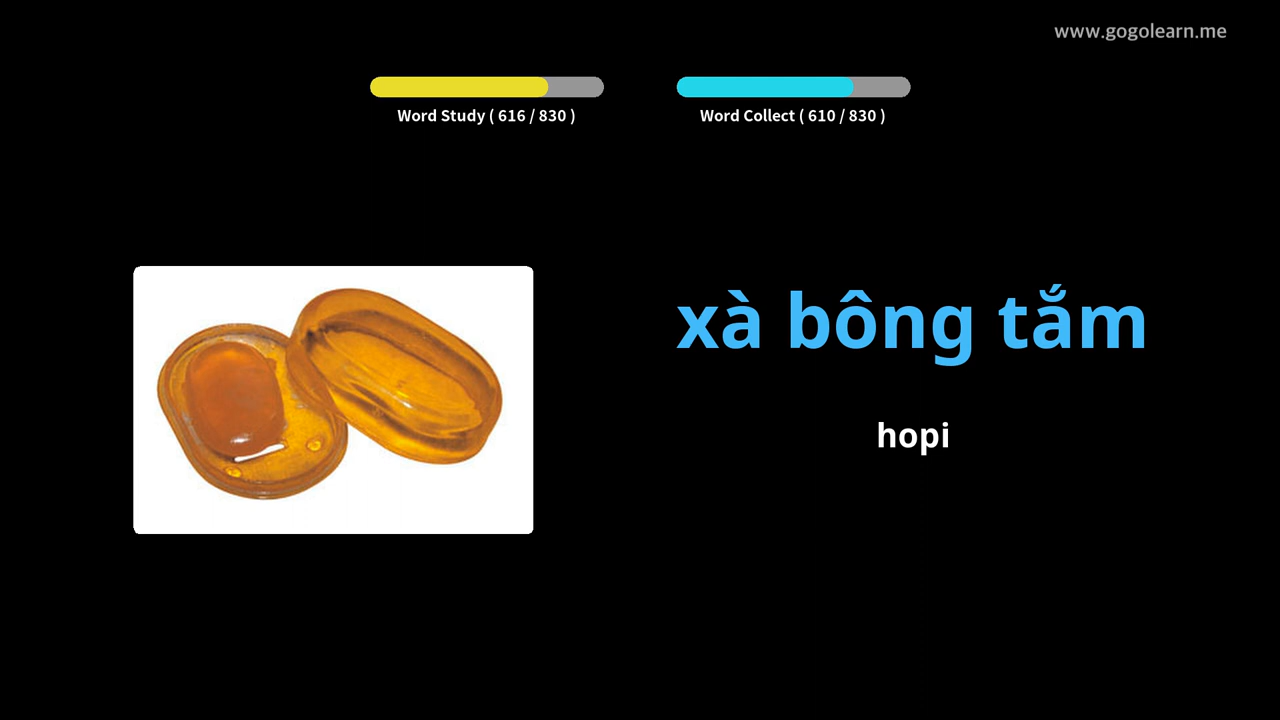 www.gogolearn.me
Word Study ( 616 / 830 )
Word Collect ( 610 / 830 )
xà bông tắm
hopi